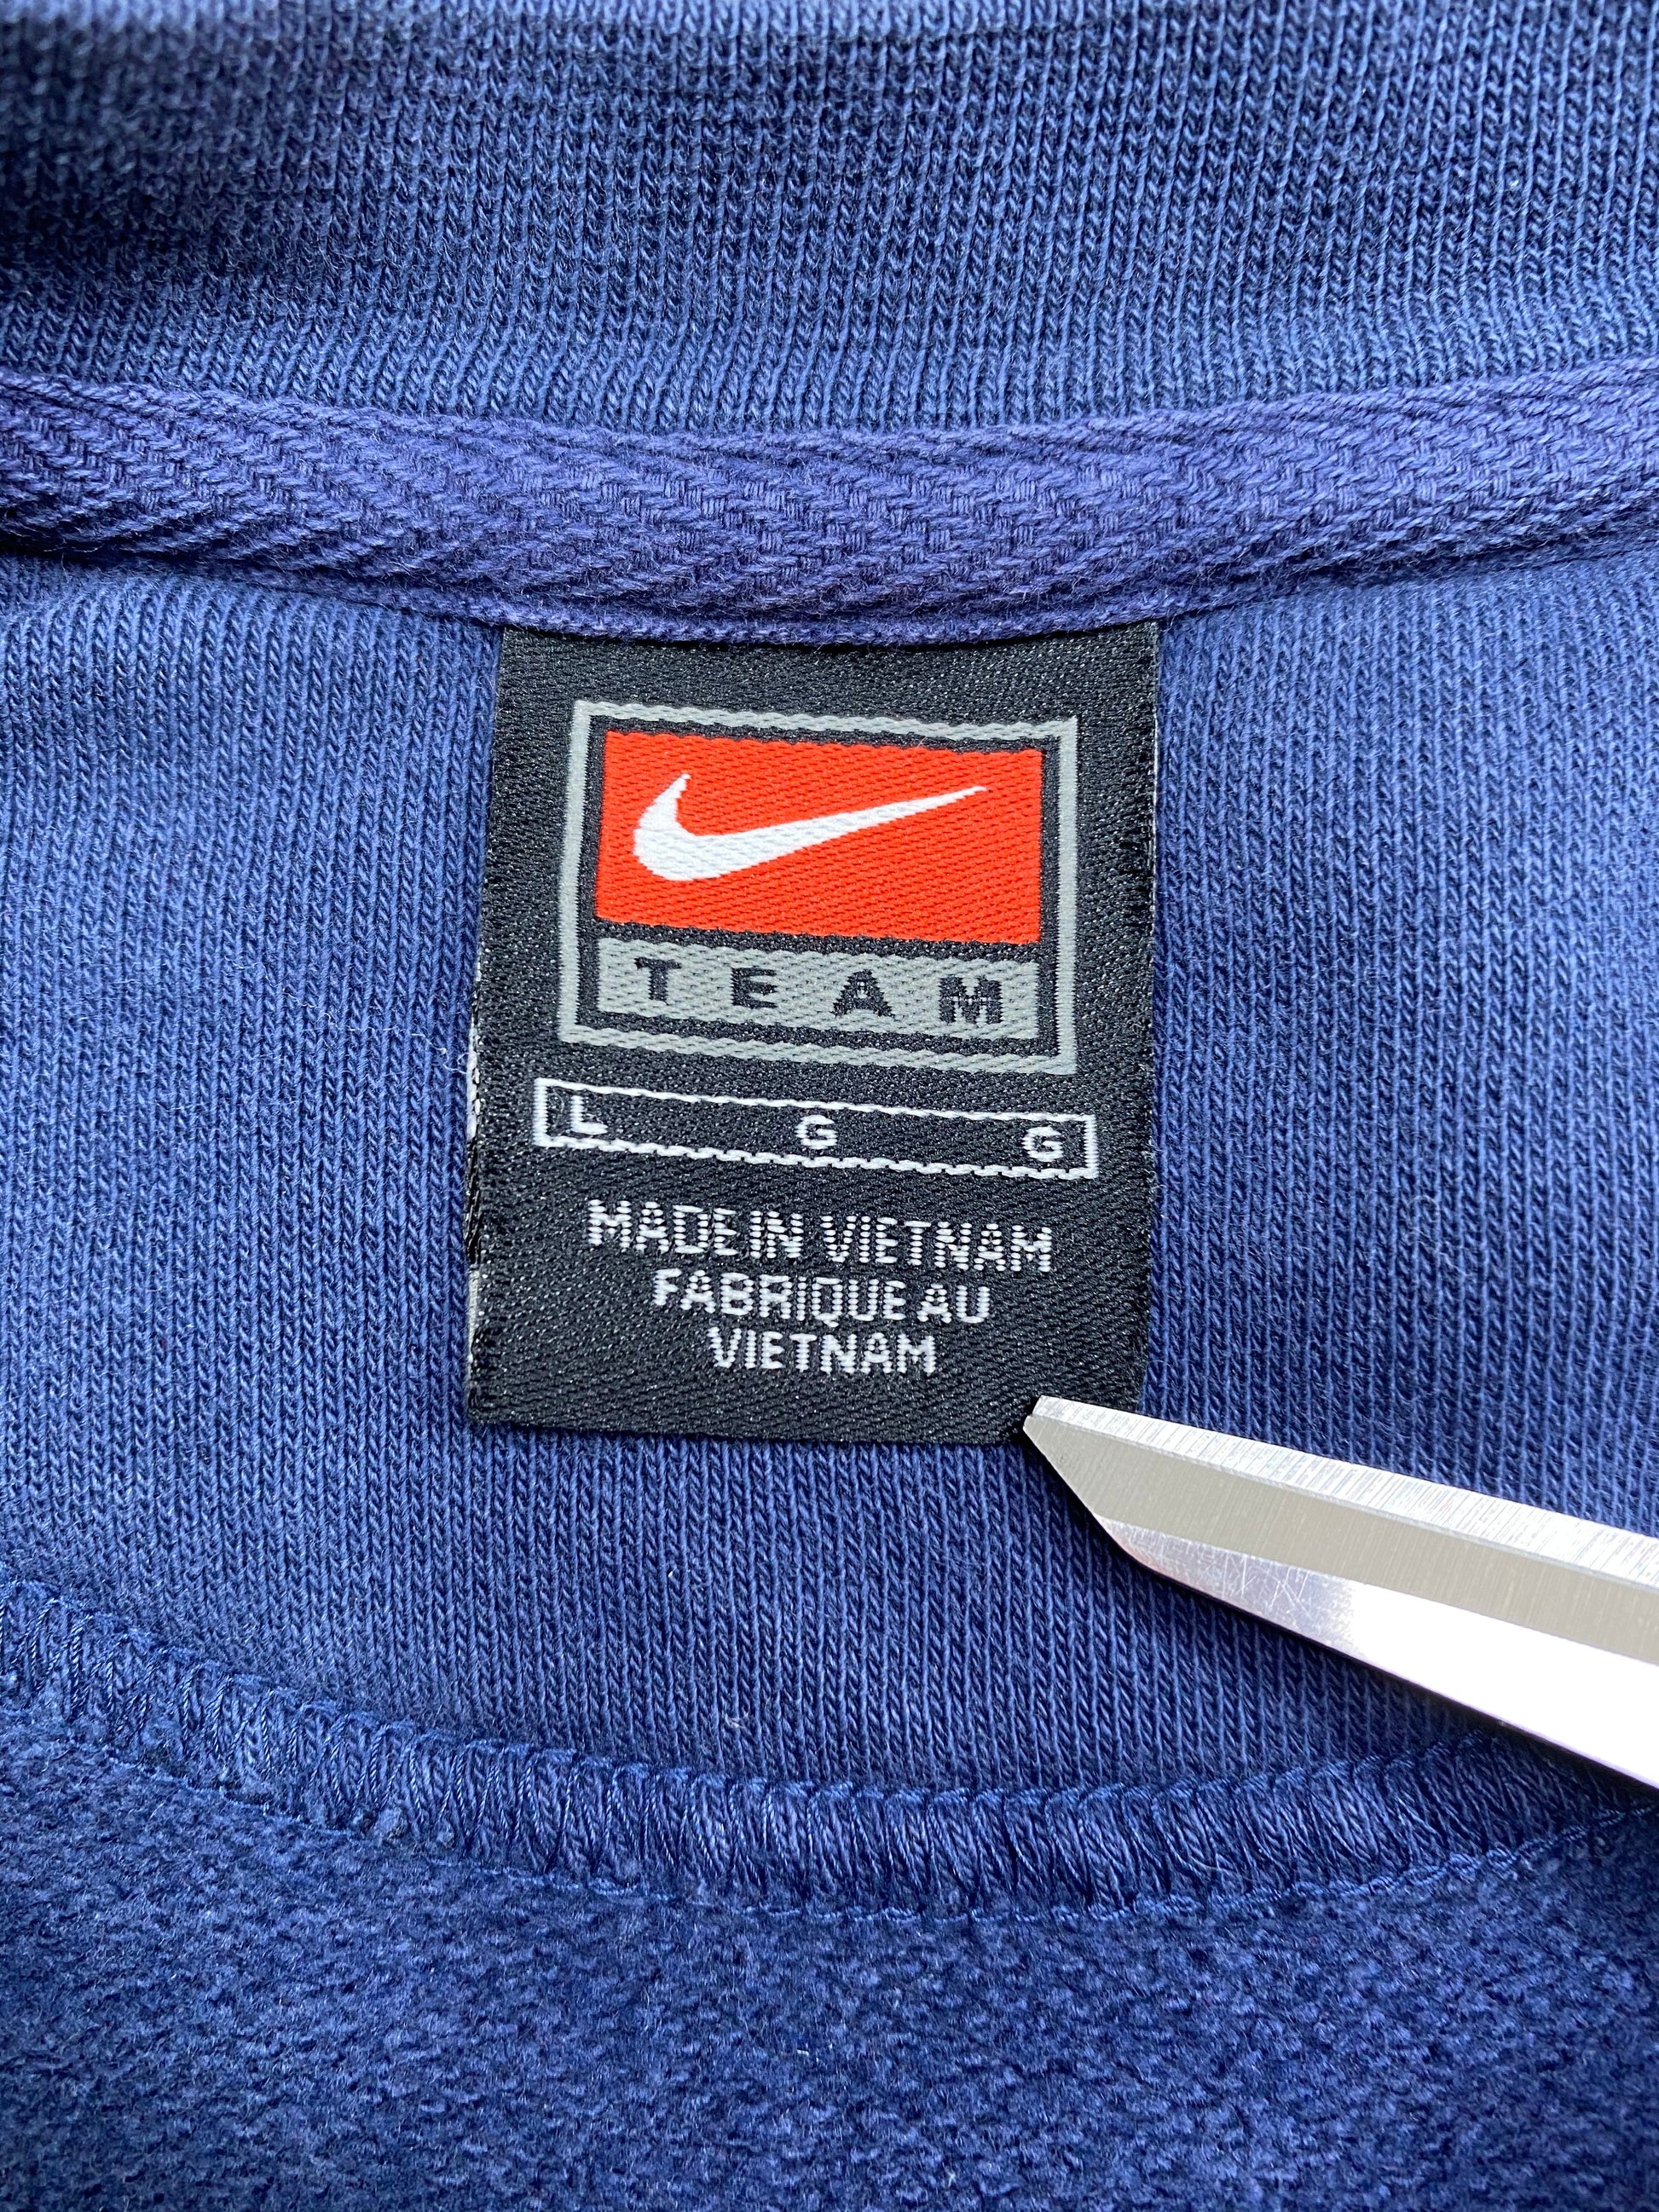 TEAM
L G G
MADE IN VIETNAM
FABRIQUE AU
VIETNAM